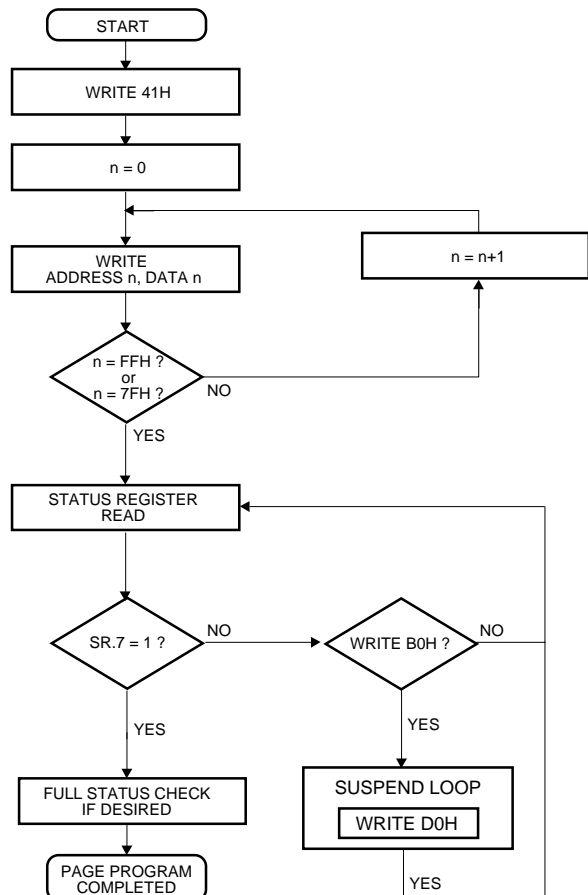 START
WRITE 41H
n = 0
WRITE
ADDRESS n, DATA n
n = n+1
n = FFH ?
or
n = 7FH ?
NO
YES
STATUS REGISTER
READ
SR.7 = 1 ?
NO
WRITE B0H ?
NO
YES
YES
FULL STATUS CHECK
IF DESIRED
SUSPEND LOOP
WRITE D0H
PAGE PROGRAM
COMPLETED
YES